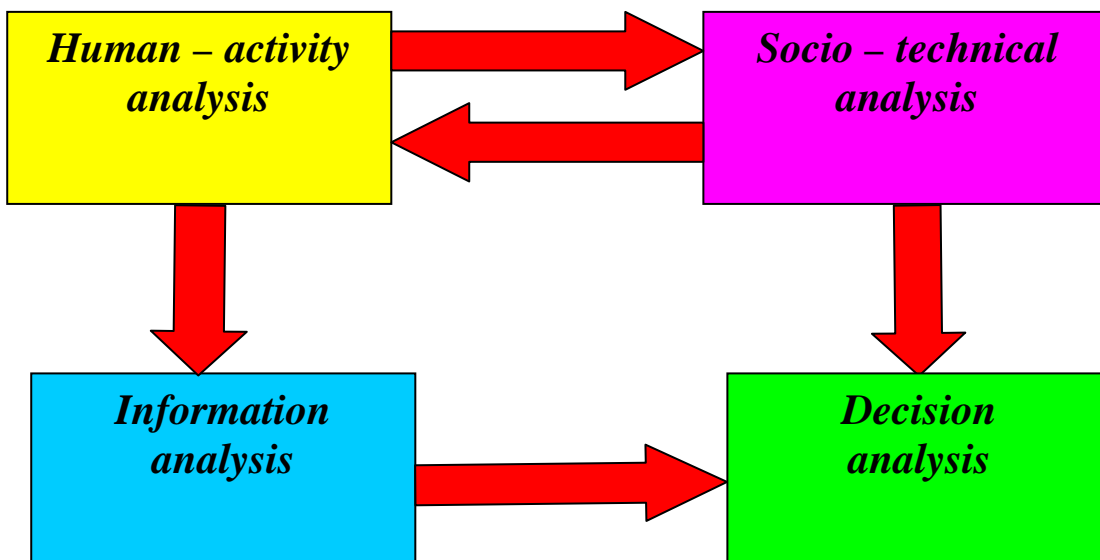 Human – activity
analysis
Socio – technical
analysis
Information
analysis
Decision
analysis